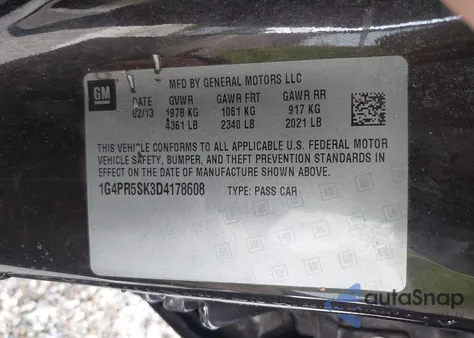 GM
MFD BY GENERAL MOTORS LLC
DATE GVWR GAWR FRT GAWR RR
02/13 1978 KG 1061 KG 917 KG
4361 LB 2340 LB 2021 LB
THIS VEHICLE CONFORMS TO ALL APPLICABLE U.S. FEDERAL MOTOR
VEHICLE SAFETY, BUMPER, AND THEFT PREVENTION STANDARDS IN
EFFECT ON THE DATE OF MANUFACTURE SHOWN ABOVE.
1G4PR5SK3D4178608 TYPE: PASS CAR
autoSnap